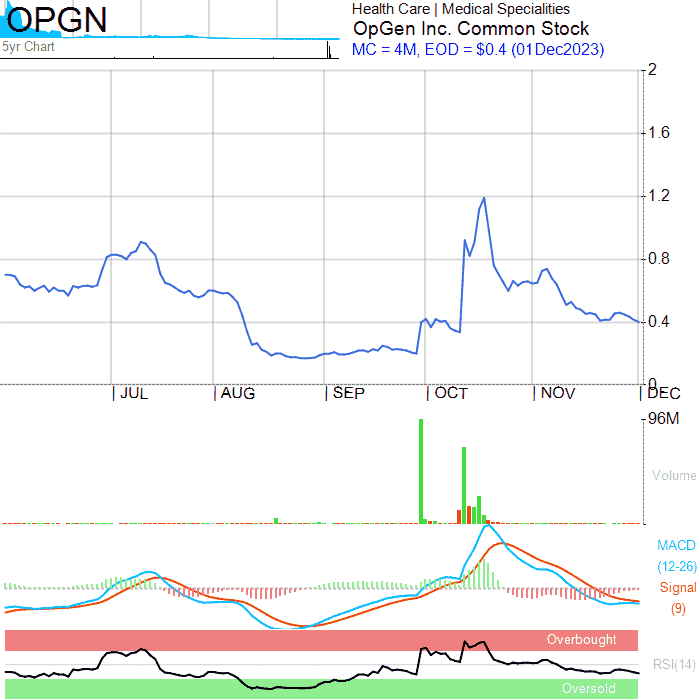 OPGN
5yr Chart
Health Care | Medical Specialities
OpGen Inc. Common Stock
MC = 4M, EOD = $0.4 (01Dec2023)
2
1.6
1.2
0.8
0.4
0
JUL AUG SEP OCT NOV DEC
96M
Volume
MACD
(12-26)
Signal
(9)
Overbought
RSI(14)
Oversold